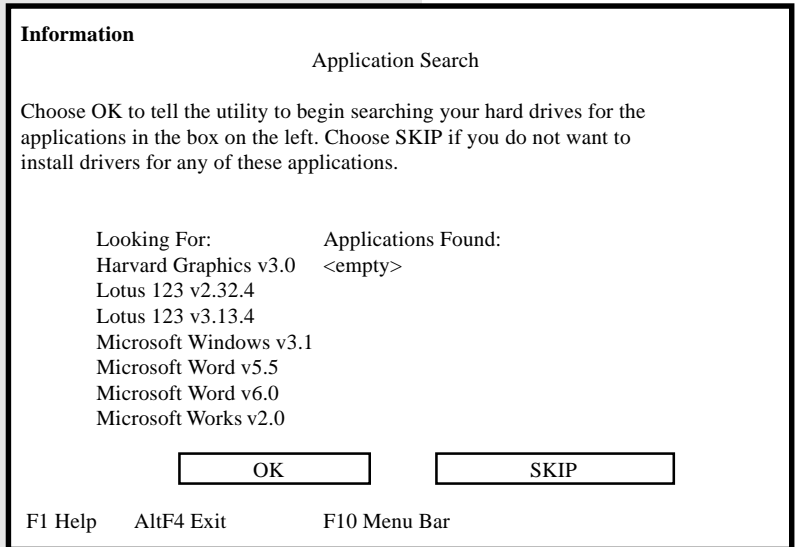 Information
Application Search
Choose OK to tell the utility to begin searching your hard drives for the
applications in the box on the left. Choose SKIP if you do not want to
install drivers for any of these applications.
Looking For: Applications Found:
Harvard Graphics v3.0 <empty>
Lotus 123 v2.32.4
Lotus 123 v3.13.4
Microsoft Windows v3.1
Microsoft Word v5.5
Microsoft Word v6.0
Microsoft Works v2.0
OK SKIP
F1 Help AltF4 Exit F10 Menu Bar